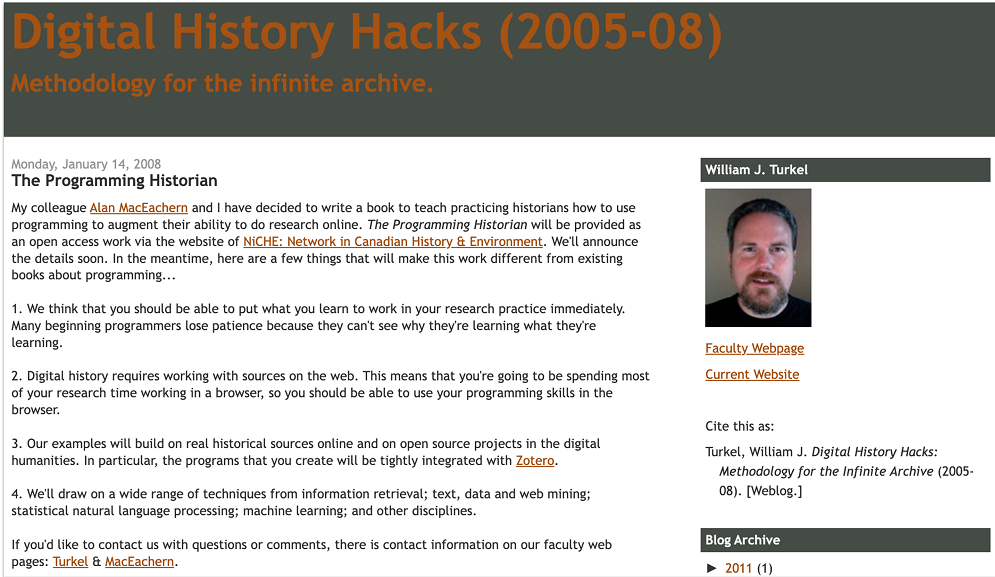 Digital History Hacks (2005-08)
Methodology for the infinite archive.
Monday, January 14, 2008
The Programming Historian
My colleague Alan MacEachern and I have decided to write a book to teach practicing historians how to use
programming to augment their ability to do research online. The Programming Historian will be provided as
an open access work via the website of NiCHE: Network in Canadian History & Environment. We'll announce
the details soon. In the meantime, here are a few things that will make this work different from existing
books about programming...
1. We think that you should be able to put what you learn to work in your research practice immediately.
Many beginning programmers lose patience because they can't see why they're learning what they're
learning.
2. Digital history requires working with sources on the web. This means that you're going to be spending most
of your research time working in a browser, so you should be able to use your programming skills in the
browser.
3. Our examples will build on real historical sources online and on open source projects in the digital
humanities. In particular, the programs that you create will be tightly integrated with Zotero.
4. We'll draw on a wide range of techniques from information retrieval; text, data and web mining;
statistical natural language processing; machine learning; and other disciplines.
If you'd like to contact us with questions or comments, there is contact information on our faculty web
pages: Turkel & MacEachern.
William J. Turkel
Faculty Webpage
Current Website
Cite this as:
Turkel, William J. Digital History Hacks:
Methodology for the Infinite Archive (2005-
08). [Weblog.]
Blog Archive
► 2011 (1)